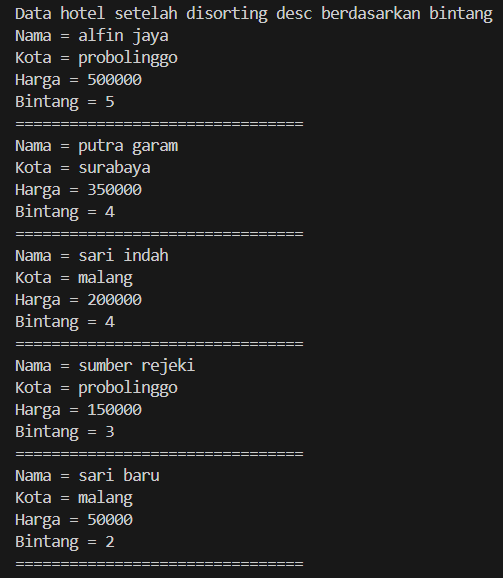 Data hotel setelah disorting desc berdasarkan bintang
Nama = alfin jaya
Kota = probolinggo
Harga = 500000
Bintang = 5
================================
Nama = putra garam
Kota = surabaya
Harga = 350000
Bintang = 4
================================
Nama = sari indah
Kota = malang
Harga = 200000
Bintang = 4
================================
Nama = sumber rejeki
Kota = probolinggo
Harga = 150000
Bintang = 3
================================
Nama = sari baru
Kota = malang
Harga = 50000
Bintang = 2
================================